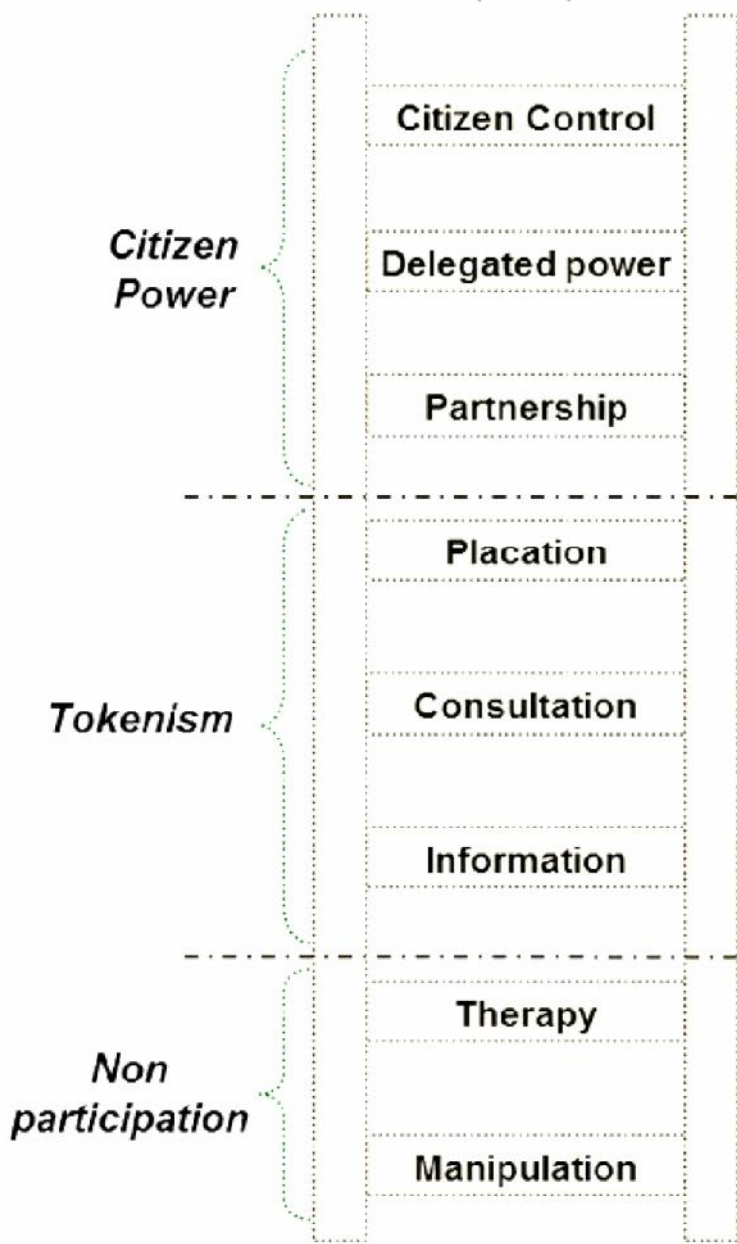 Citizen Control
Citizen
Power
Delegated power
Partnership
Placation
Tokenism
Consultation
Information
Therapy
Non
participation
Manipulation